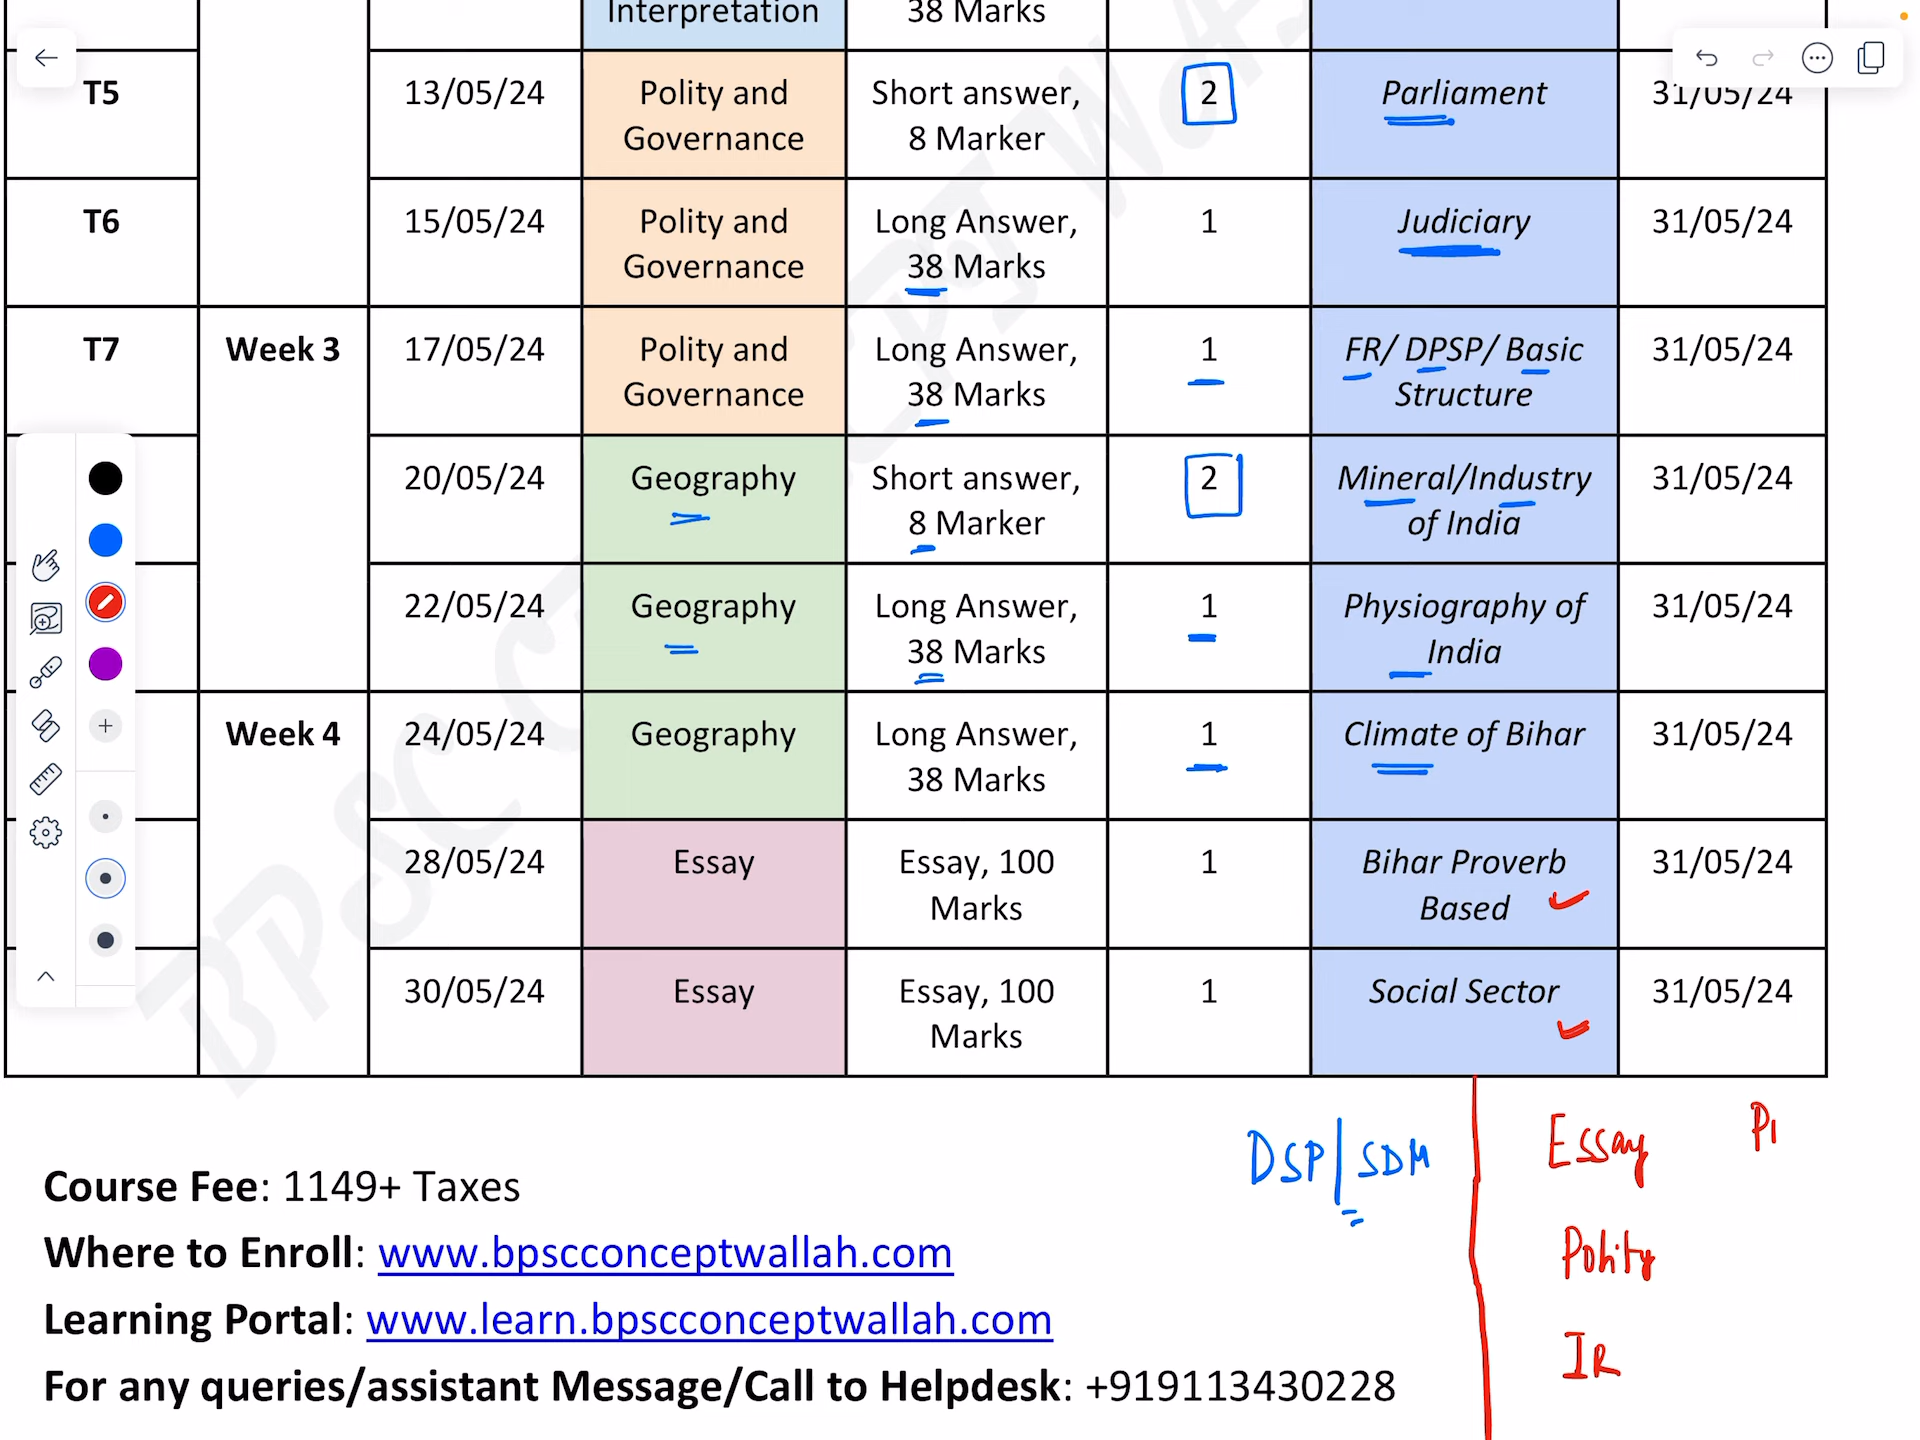 Interpretation 38 Marks
T5 13/05/24 Polity and Short answer, 2 Parliament 31/05/24
Governance 8 Marker
T6 15/05/24 Polity and Long Answer, 1 Judiciary 31/05/24
Governance 38 Marks
T7 Week 3 17/05/24 Polity and Long Answer, 1 FR/ DPSP/ Basic 31/05/24
Governance 38 Marks Structure
20/05/24 Geography Short answer, 2 Mineral/Industry 31/05/24
8 Marker of India
22/05/24 Geography Long Answer, 1 Physiography of 31/05/24
38 Marks India
Week 4 24/05/24 Geography Long Answer, 1 Climate of Bihar 31/05/24
38 Marks
28/05/24 Essay Essay, 100 1 Bihar Proverb 31/05/24
Marks Based
30/05/24 Essay Essay, 100 1 Social Sector 31/05/24
Marks
DSP/SDM Essay P1
Polity
IR
Course Fee: 1149+ Taxes
Where to Enroll: www.bpscconceptwallah.com
Learning Portal: www.learn.bpscconceptwallah.com
For any queries/assistant Message/Call to Helpdesk: +919113430228
BPSC